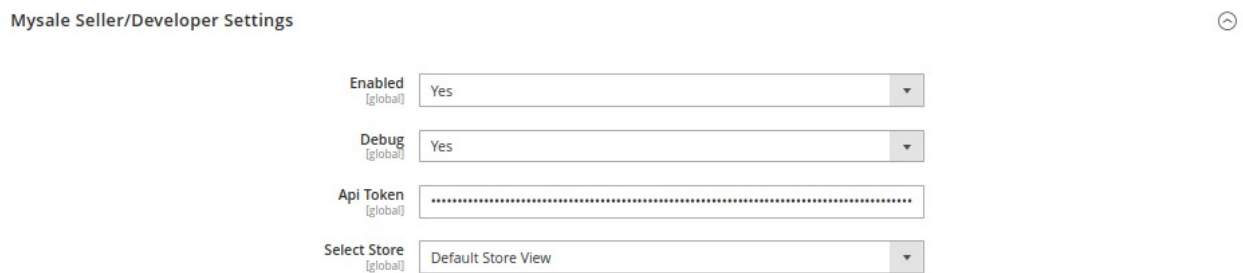 Mysale Seller/Developer Settings
Enabled
[global]
Yes
Debug
[global]
Yes
Api Token
[global]
Select Store
[global]
Default Store View